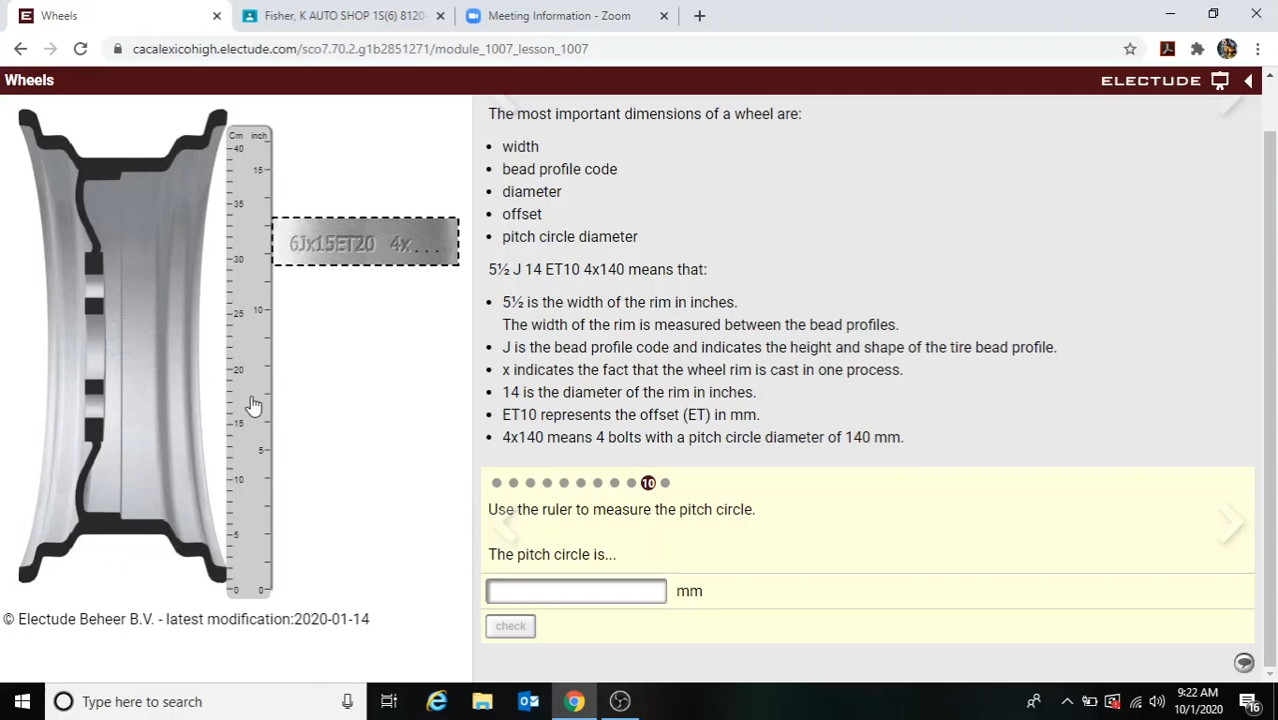 Wheels
Fisher, K AUTO SHOP 1S(6) 8120-
Meeting Information - Zoom
cacalexicohigh.electude.com/sco7.70.2.g1b2851271/module_1007_lesson_1007
Wheels
ELECTUDE
The most important dimensions of a wheel are:
width
bead profile code
diameter
offset
pitch circle diameter
5½ J 14 ET10 4x140 means that:
5½ is the width of the rim in inches.
The width of the rim is measured between the bead profiles.
J is the bead profile code and indicates the height and shape of the tire bead profile.
x indicates the fact that the wheel rim is cast in one process.
14 is the diameter of the rim in inches.
ET10 represents the offset (ET) in mm.
4x140 means 4 bolts with a pitch circle diameter of 140 mm.
Cm inch
40
15
35
30
10
25
20
15
5
10
5
0 0
6Jx15ET20 4x...
10
Use the ruler to measure the pitch circle.
The pitch circle is...
mm
check
© Electude Beheer B.V. - latest modification:2020-01-14
Type here to search
9:22 AM
10/1/2020
16